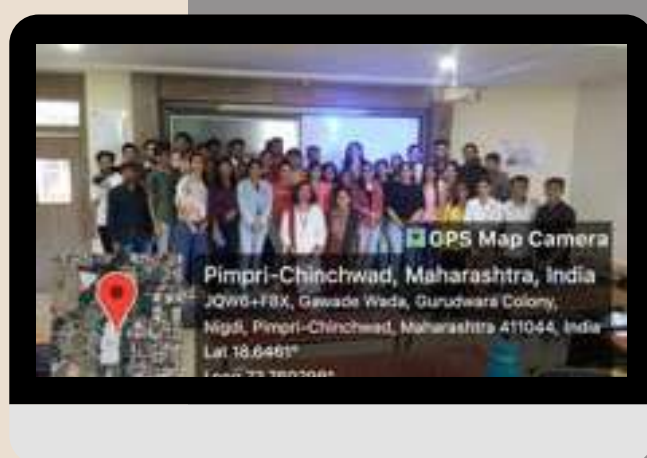 GPS Map Camera
Pimpri-Chinchwad, Maharashtra, India
JQW6+F8X, Gawade Wada, Gurudwara Colony,
Nigdi, Pimpri-Chinchwad, Maharashtra 411044, India
Lat 18.6461°